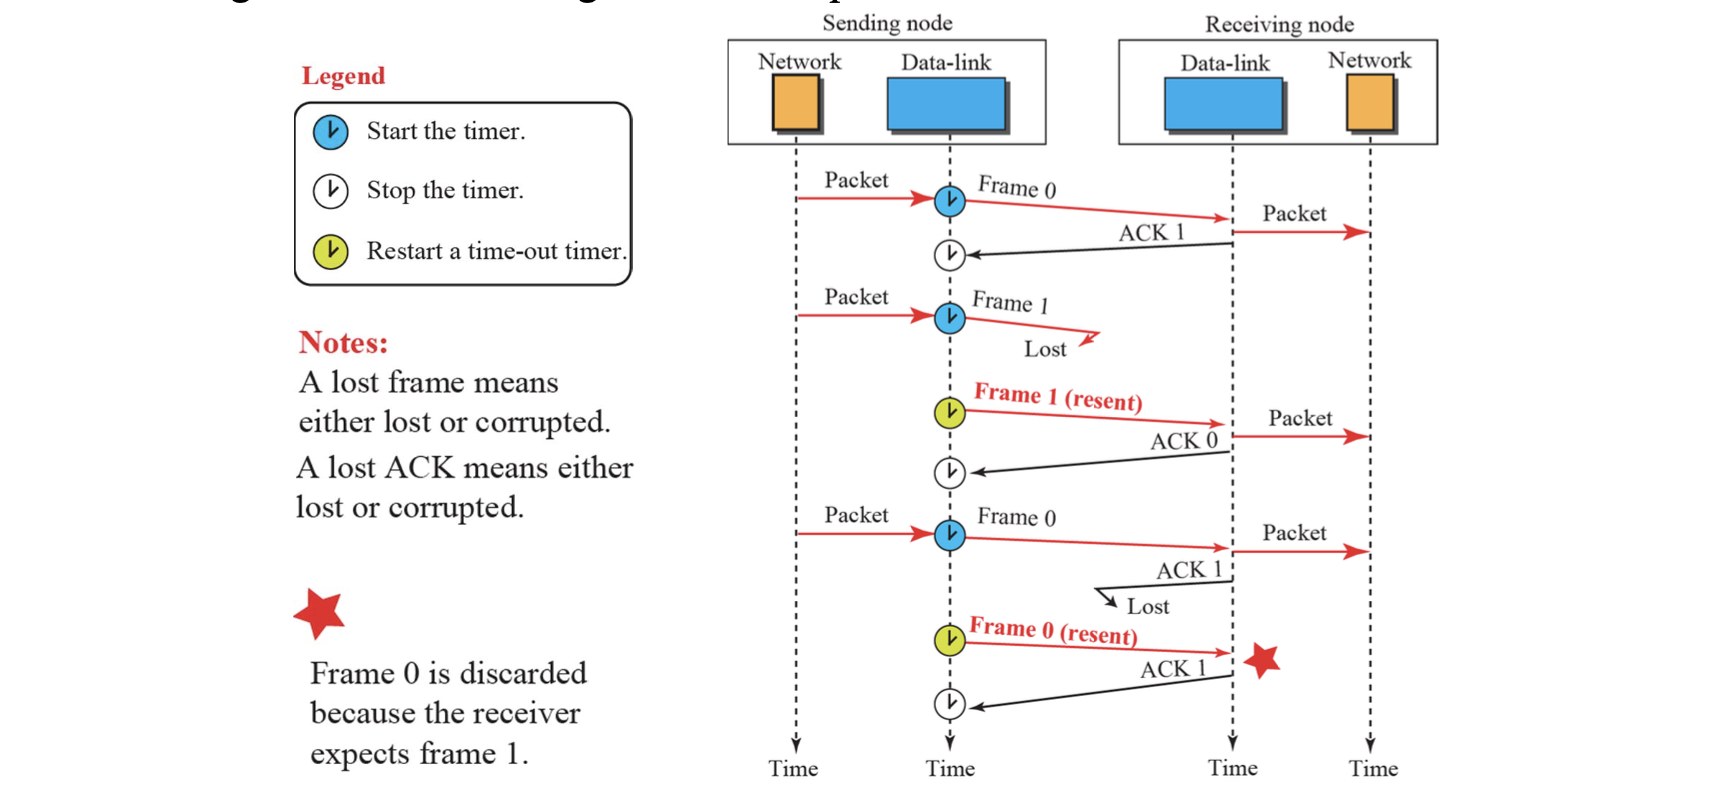 Legend
Start the timer.
Stop the timer.
Restart a time-out timer.
Notes:
A lost frame means
either lost or corrupted.
A lost ACK means either
lost or corrupted.
Frame 0 is discarded
because the receiver
expects frame 1.
Sending node
Receiving node
Network
Data-link
Data-link
Network
Packet
Frame 0
Packet
ACK 1
Packet
Frame 1
Lost
Frame 1 (resent)
Packet
ACK 0
Packet
Frame 0
Packet
ACK 1
Lost
Frame 0 (resent)
ACK 1
Time
Time
Time
Time